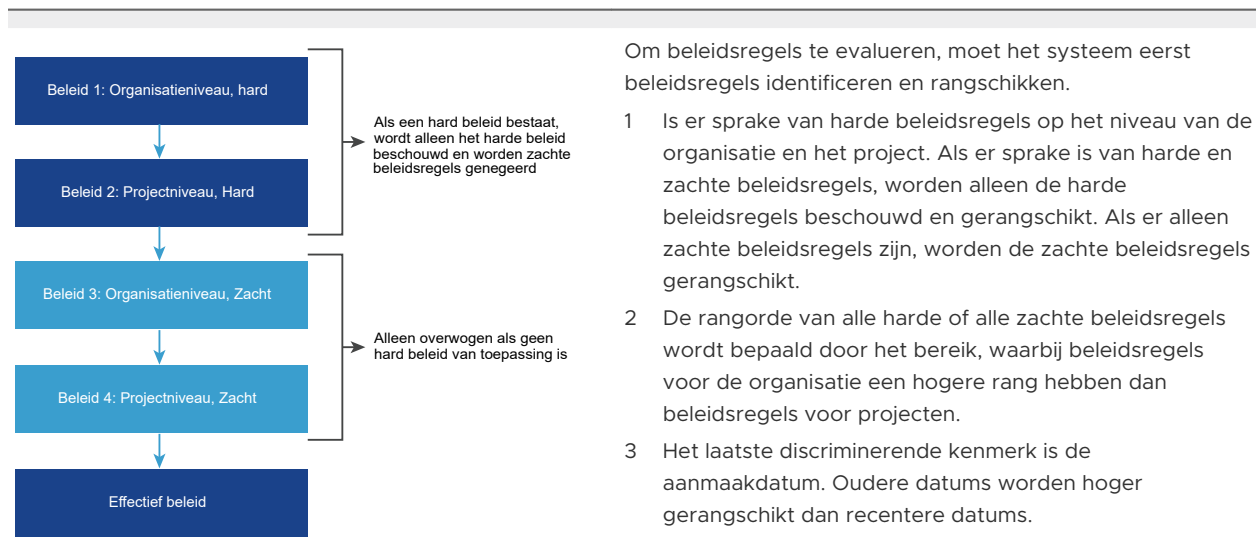 Beleid 1: Organisatieniveau, hard
Beleid 2: Projectniveau, Hard
Als een hard beleid bestaat,
wordt alleen het harde beleid
beschouwd en worden zachte
beleidsregels genegeerd
Beleid 3: Organisatieniveau, Zacht
Beleid 4: Projectniveau, Zacht
Alleen overwogen als geen
hard beleid van toepassing is
Effectief beleid
Om beleidsregels te evalueren, moet het systeem eerst
beleidsregels identificeren en rangschikken.
1 Is er sprake van harde beleidsregels op het niveau van de
organisatie en het project. Als er sprake is van harde en
zachte beleidsregels, worden alleen de harde
beleidsregels beschouwd en gerangschikt. Als er alleen
zachte beleidsregels zijn, worden de zachte beleidsregels
gerangschikt.
2 De rangorde van alle harde of alle zachte beleidsregels
wordt bepaald door het bereik, waarbij beleidsregels
voor de organisatie een hogere rang hebben dan
beleidsregels voor projecten.
3 Het laatste discriminerende kenmerk is de
aanmaakdatum. Oudere datums worden hoger
gerangschikt dan recentere datums.